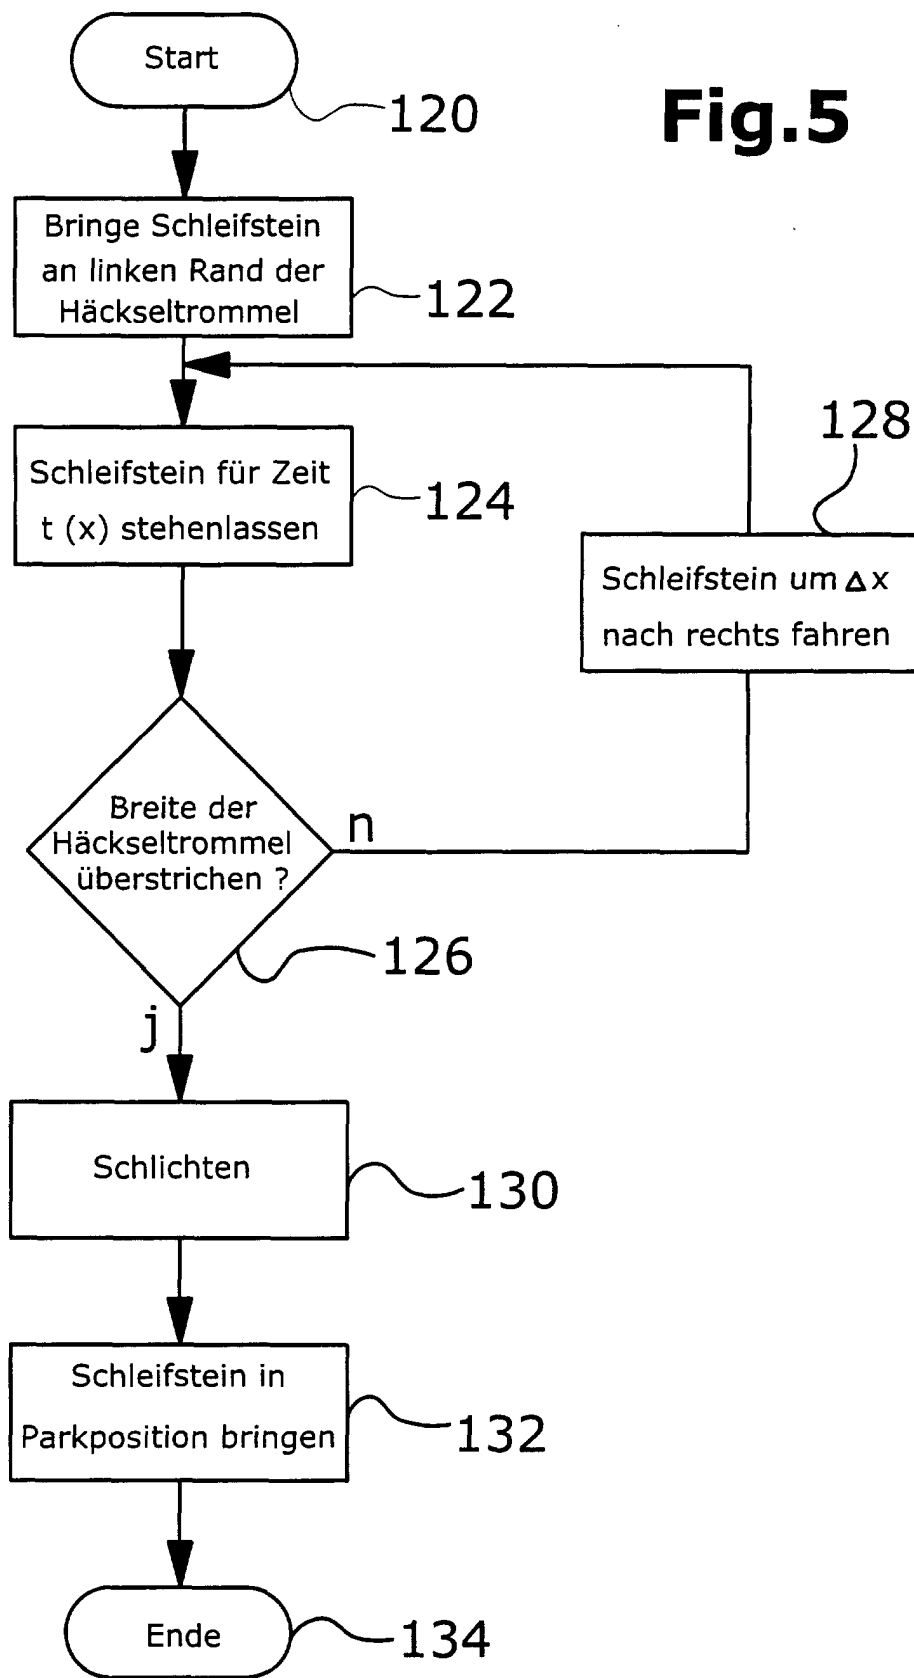 Start
120
Fig.5
Bringe Schleifstein
an linken Rand der
Häckseltrommel
122
Schleifstein für Zeit
t (x) stehenlassen
124
128
Schleifstein um Δx
nach rechts fahren
Breite der
Häckseltrommel
überstrichen ?
n
126
j
Schlichten
130
Schleifstein in
Parkposition bringen
132
Ende
134